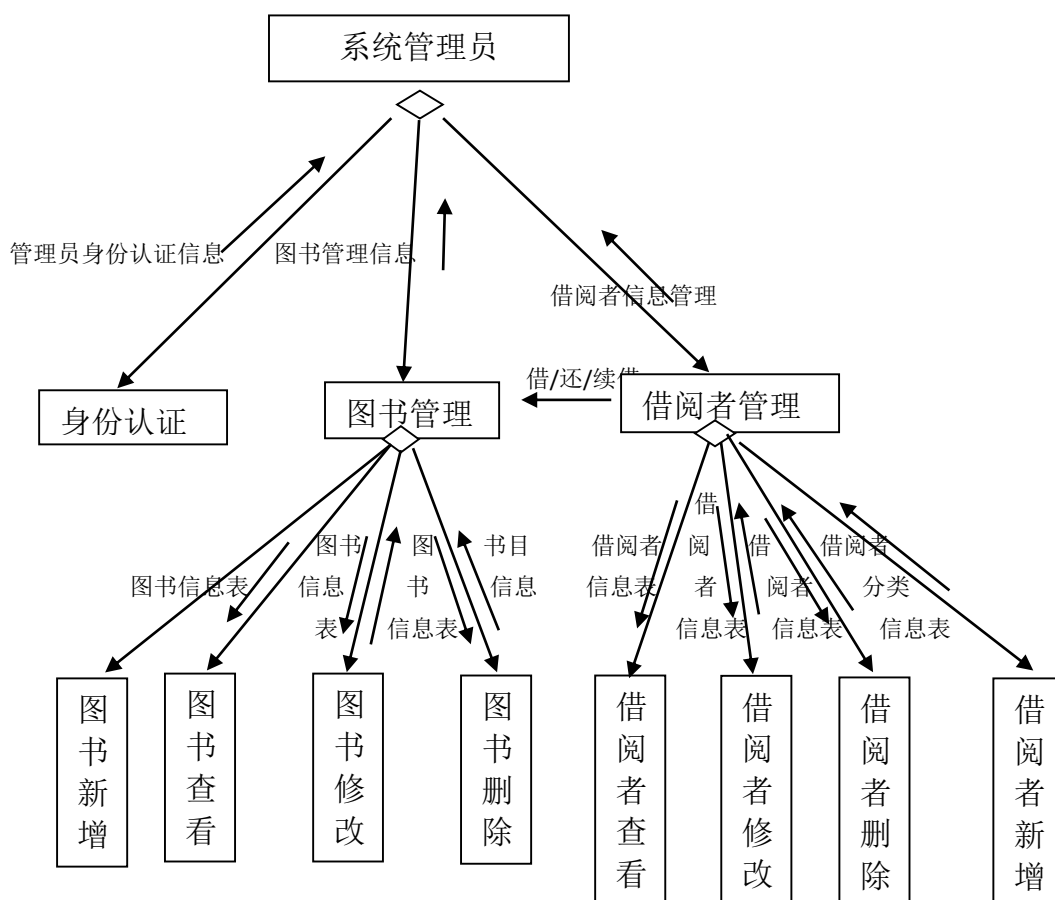 系统管理员
管理员身份认证信息
图书管理信息
借阅者信息管理
借/还/续借
身份认证
图书管理
借阅者管理
图书信息表
图书
信息
表
图
书
信息表
书目
信息
借阅者
信息表
借
阅
者
信息表
借
阅者
信息表
借阅者
分类
信息表
图书新增
图书查看
图书修改
图书删除
借阅者查看
借阅者修改
借阅者删除
借阅者新增